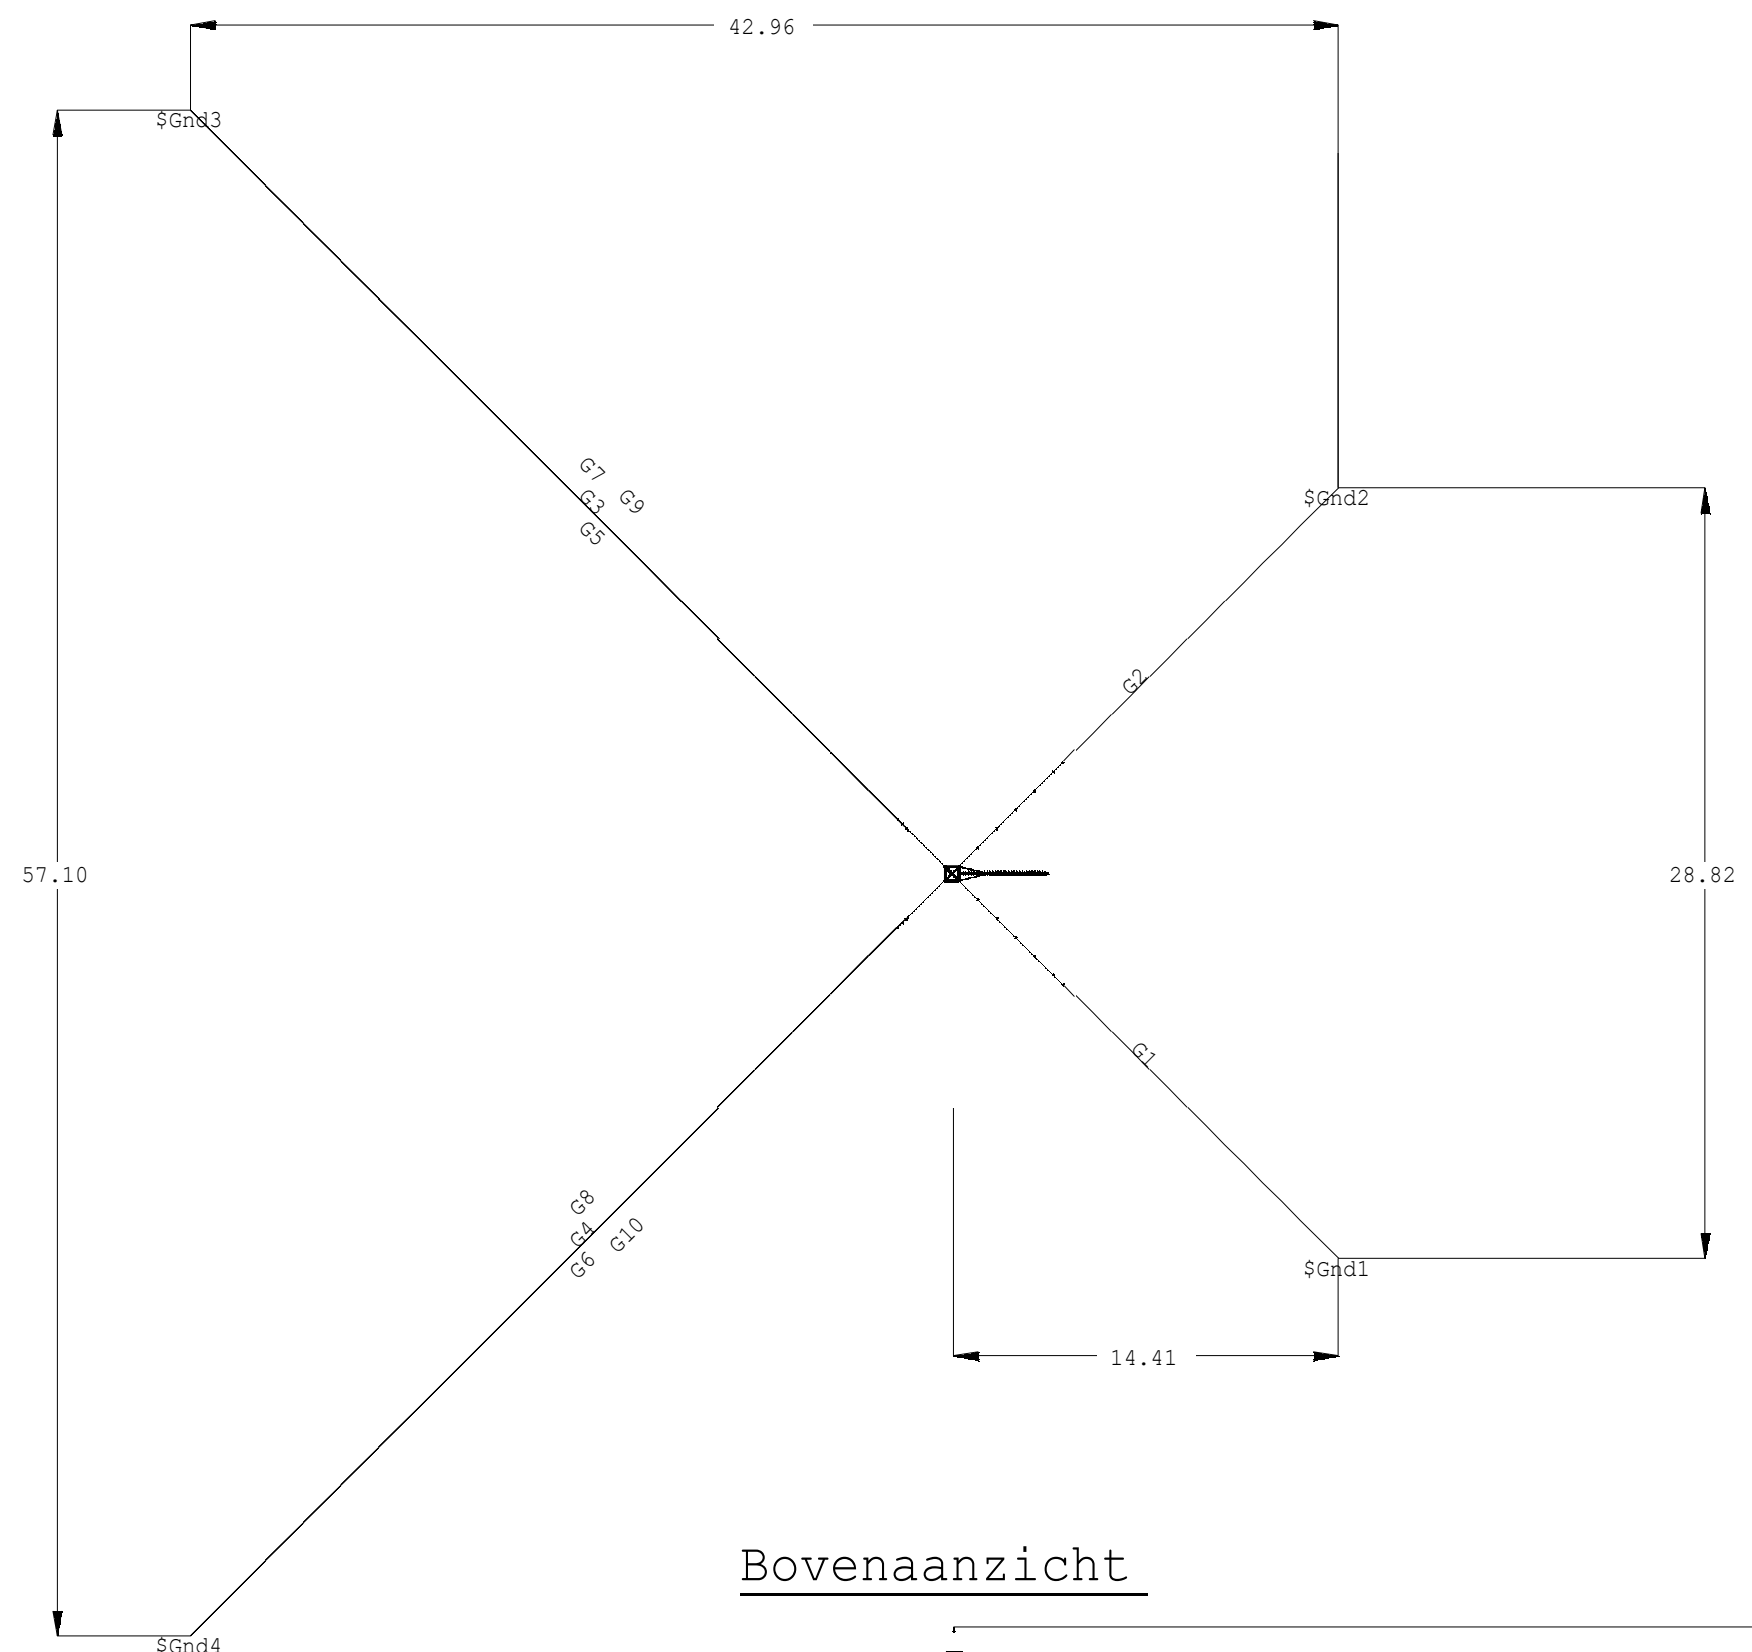 42.96
$Gnd3
G7
G3 G9
G5
$Gnd2
G2
57.10
28.82
G1
G8
G4 G10
G6
$Gnd1
14.41
Bovenaanzicht
$Gnd4